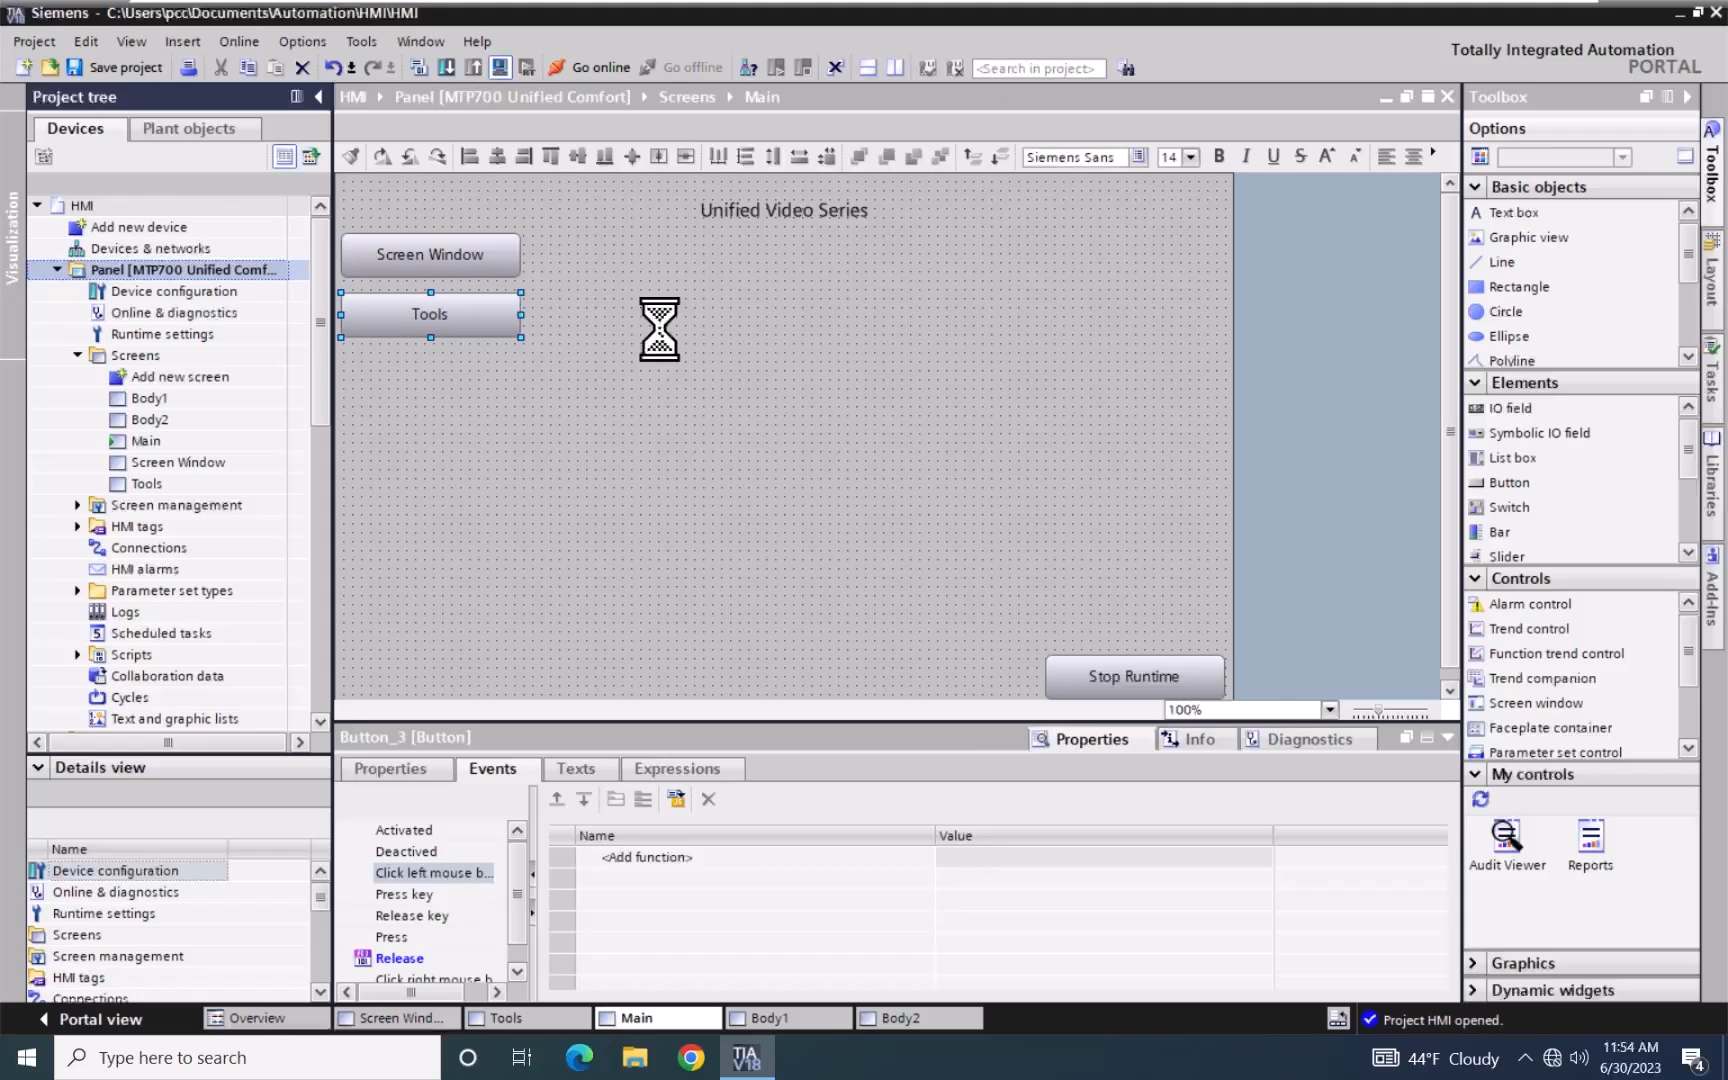 Siemens - C:\Users\pcc\Documents\Automation\HMI\HMI
Project Edit View Insert Online Options Tools Window Help
Totally Integrated Automation
PORTAL
Save project
Go online
Go offline
<Search in project>
Project tree
HMI
Panel [MTP700 Unified Comfort]
Screens
Main
Toolbox
Devices
Plant objects
Options
Siemens Sans
14
B I U S A A
Visualization
HMI
Add new device
Devices & networks
Panel [MTP700 Unified Comf...
Device configuration
Online & diagnostics
Runtime settings
Screens
Add new screen
Body1
Body2
Main
Screen Window
Tools
Screen management
HMI tags
Connections
HMI alarms
Parameter set types
Logs
Scheduled tasks
Scripts
Collaboration data
Cycles
Text and graphic lists
Details view
Name
Device configuration
Online & diagnostics
Runtime settings
Screens
Screen management
HMI tags
Connections
Unified Video Series
Screen Window
Tools
Stop Runtime
100%
Button_3 [Button]
Properties
Info
Diagnostics
Properties
Events
Texts
Expressions
Activated
Deactived
Click left mouse b...
Press key
Release key
Press
Release
Click right mouse b
Name
Value
<Add function>
Basic objects
Text box
Graphic view
Line
Rectangle
Circle
Ellipse
Polyline
Elements
IO field
Symbolic IO field
List box
Button
Switch
Bar
Slider
Controls
Alarm control
Trend control
Function trend control
Trend companion
Screen window
Faceplate container
Parameter set control
My controls
Audit Viewer
Reports
Graphics
Dynamic widgets
Toolbox
Layout
Tasks
Libraries
Add-Ins
Portal view
Overview
Screen Wind...
Tools
Main
Body1
Body2
Project HMI opened.
Type here to search
TIA V18
44°F Cloudy
11:54 AM
6/30/2023
4